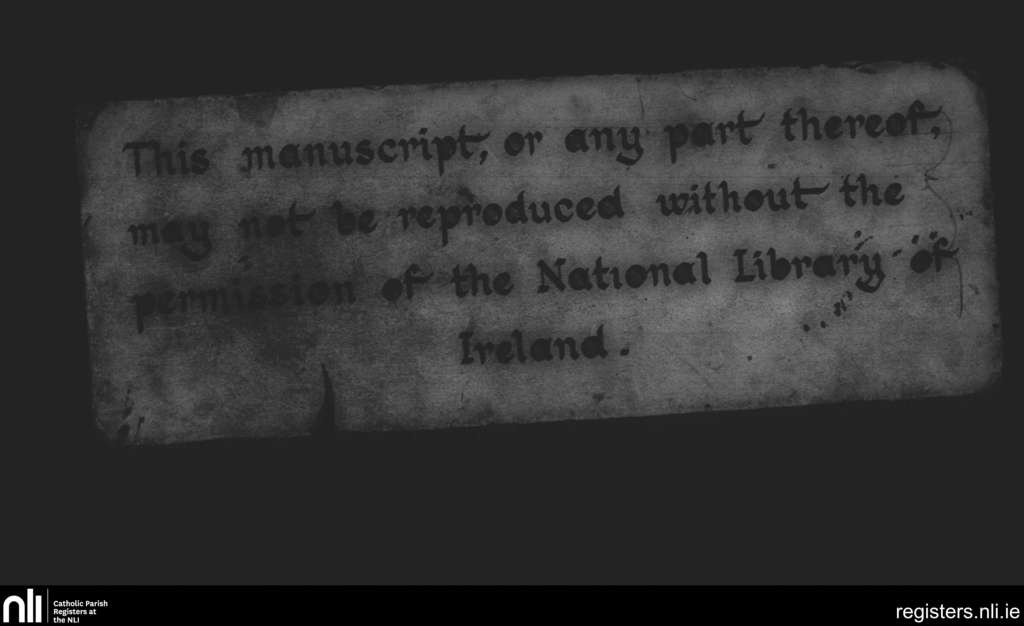 This manuscript, or any part thereof,
may not be reproduced without the
permission of the National Library of
Ireland.
nli
Catholic Parish
Registers at
the NLI
registers.nli.ie